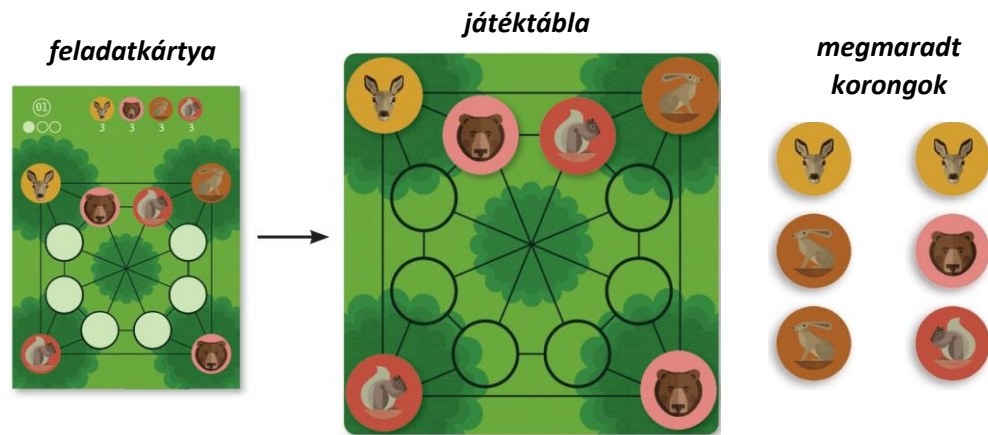 feladatkártya
játéktábla
megmaradt
korongok
01
3 3 3 3